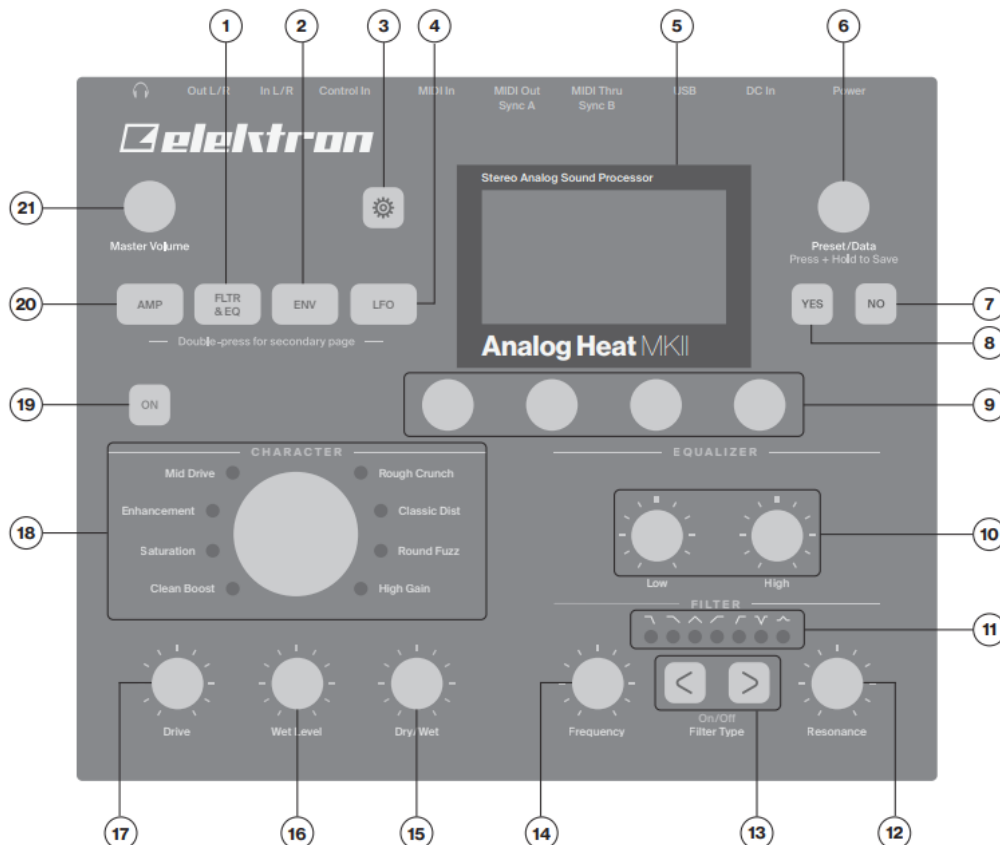 1
2
3
4
5
6
Out L/R
In L/R
Control In
MIDI In
MIDI Out
Sync A
MIDI Thru
Sync B
USB
DC In
Power
elektron
Stereo Analog Sound Processor
21
Master Volume
Preset/Data
Press + Hold to Save
20
AMP
FLTR
& EQ
ENV
LFO
YES
NO
7
8
Double-press for secondary page
Analog Heat MKII
19
ON
9
CHARACTER
EQUALIZER
Mid Drive
Rough Crunch
Enhancement
Classic Dist
18
Saturation
Round Fuzz
Clean Boost
High Gain
10
Low
High
FILTER
11
<
>
On/Off
Drive
Wet Level
Dry/Wet
Frequency
Filter Type
Resonance
17
16
15
14
13
12